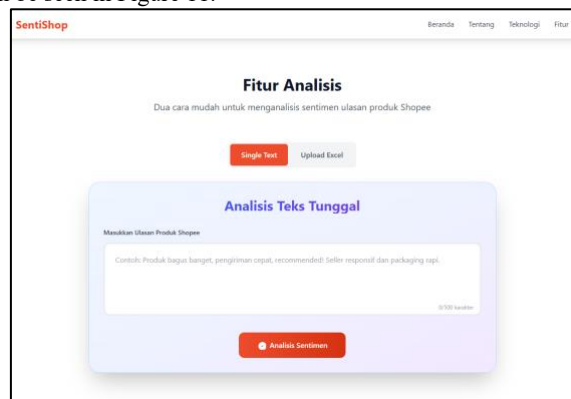 SentiShop Beranda Tentang Teknologi Fitur
Fitur Analisis
Dua cara mudah untuk menganalisis sentimen ulasan produk Shopee
Single Text Upload Excel
Analisis Teks Tunggal
Masukkan Ulasan Produk Shopee
Contoh: Produk bagus banget, pengiriman cepat, recommended! Seller responsif dan packaging rapi.
karakter
Analisis Sentimen